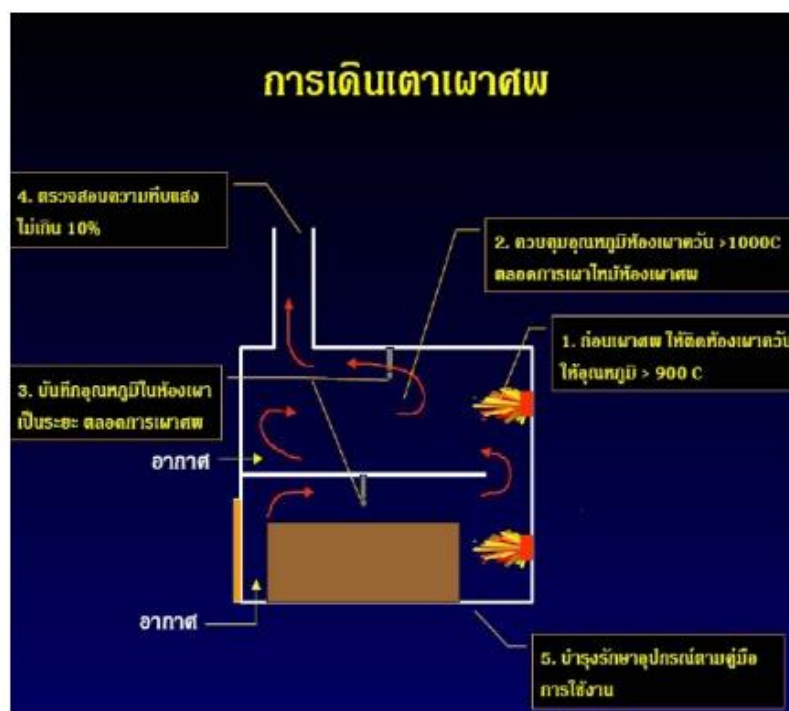 การเดินเตาเผาศพ
4. ตรวจสอบความทึบแสง
ไม่เกิน 10%
2. ควบคุมอุณหภูมิห้องเผาควัน >1000C
ตลอดการเผาไหม้ห้องเผาศพ
1. ก่อนเผาศพ ให้ติดห้องเผาควัน
ให้อุณหภูมิ > 900 C
3. บันทึกอุณหภูมิในห้องเผา
เป็นระยะ ตลอดการเผาศพ
อากาศ
อากาศ
5. บำรุงรักษาอุปกรณ์ตามคู่มือ
การใช้งาน